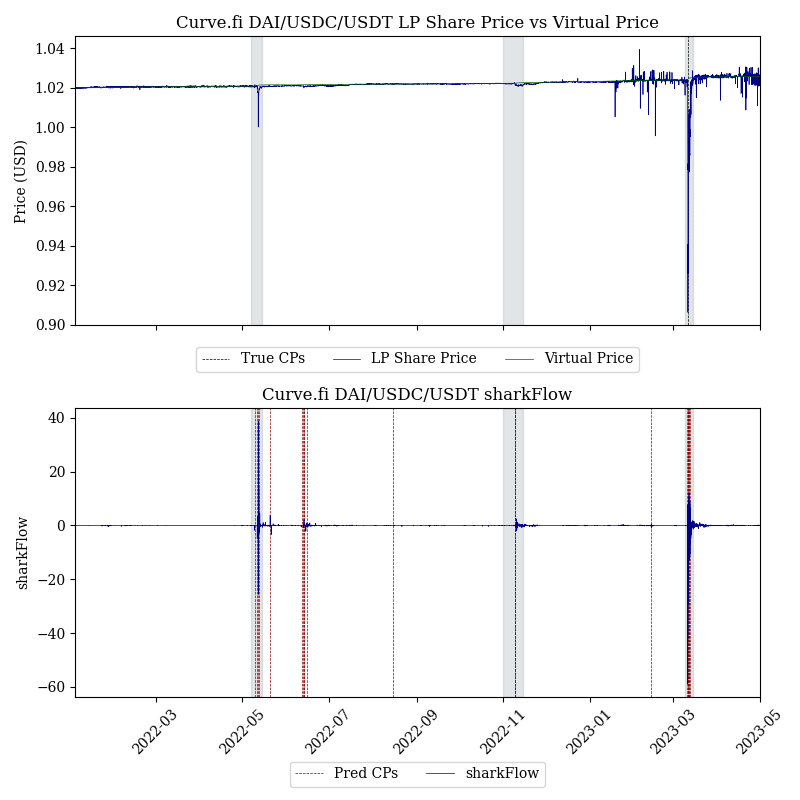 Curve.fi DAI/USDC/USDT LP Share Price vs Virtual Price
1.04
1.02
1.00
0.98
0.96
0.94
0.92
0.90
Price (USD)
True CPs LP Share Price Virtual Price
Curve.fi DAI/USDC/USDT sharkFlow
40
20
0
−20
−40
−60
sharkFlow
2022-03 2022-05 2022-07 2022-09 2022-11 2023-01 2023-03 2023-05
Pred CPs sharkFlow